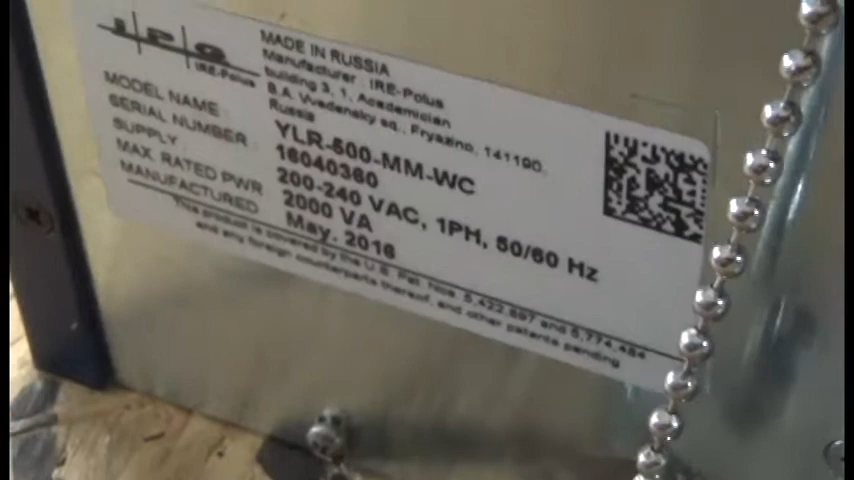 IPG
IRE-Polus
MADE IN RUSSIA
Manufacturer IRE-Polus
building 3, 1, Academician
B.A. Vvedensky sq., Fryazino, 141190,
Russia
MODEL NAME YLR-500-MM-WC
SERIAL NUMBER 16040360
SUPPLY 200-240 VAC, 1PH, 50/60 Hz
MAX. RATED PWR 2000 VA
MANUFACTURED May. 2016
This product is covered by the U.S. Pat. Nos. 5,422,897 and 5,774,484
and any foreign counterparts thereof, and other patents pending